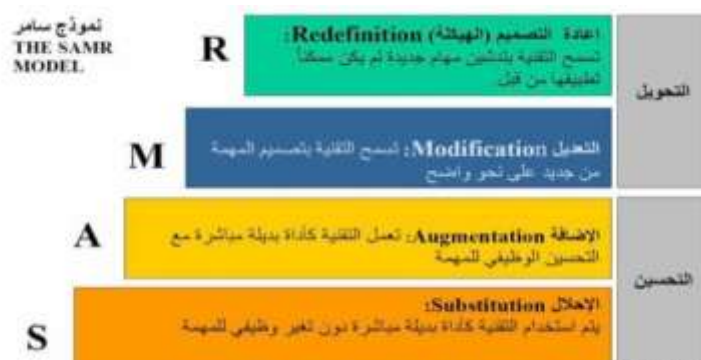 نموذج سامر
THE SAMR
MODEL
R
اعادة التصميم (الهيكلة) Redefinition:
تسمح التقنية بتدشين مهام جديدة لم يكن ممكناً
تطبيقها من قبل.
التحويل
M
التعديل Modification: تسمح التقنية بتصميم المهمة
من جديد على نحو واضح
A
الإضافة Augmentation: تعمل التقنية كأداة بديلة مباشرة مع
التحسين الوظيفي للمهمة
التحسين
S
الإحلال Substitution:
يتم استخدام التقنية كأداة بديلة مباشرة دون تغير وظيفي للمهمة